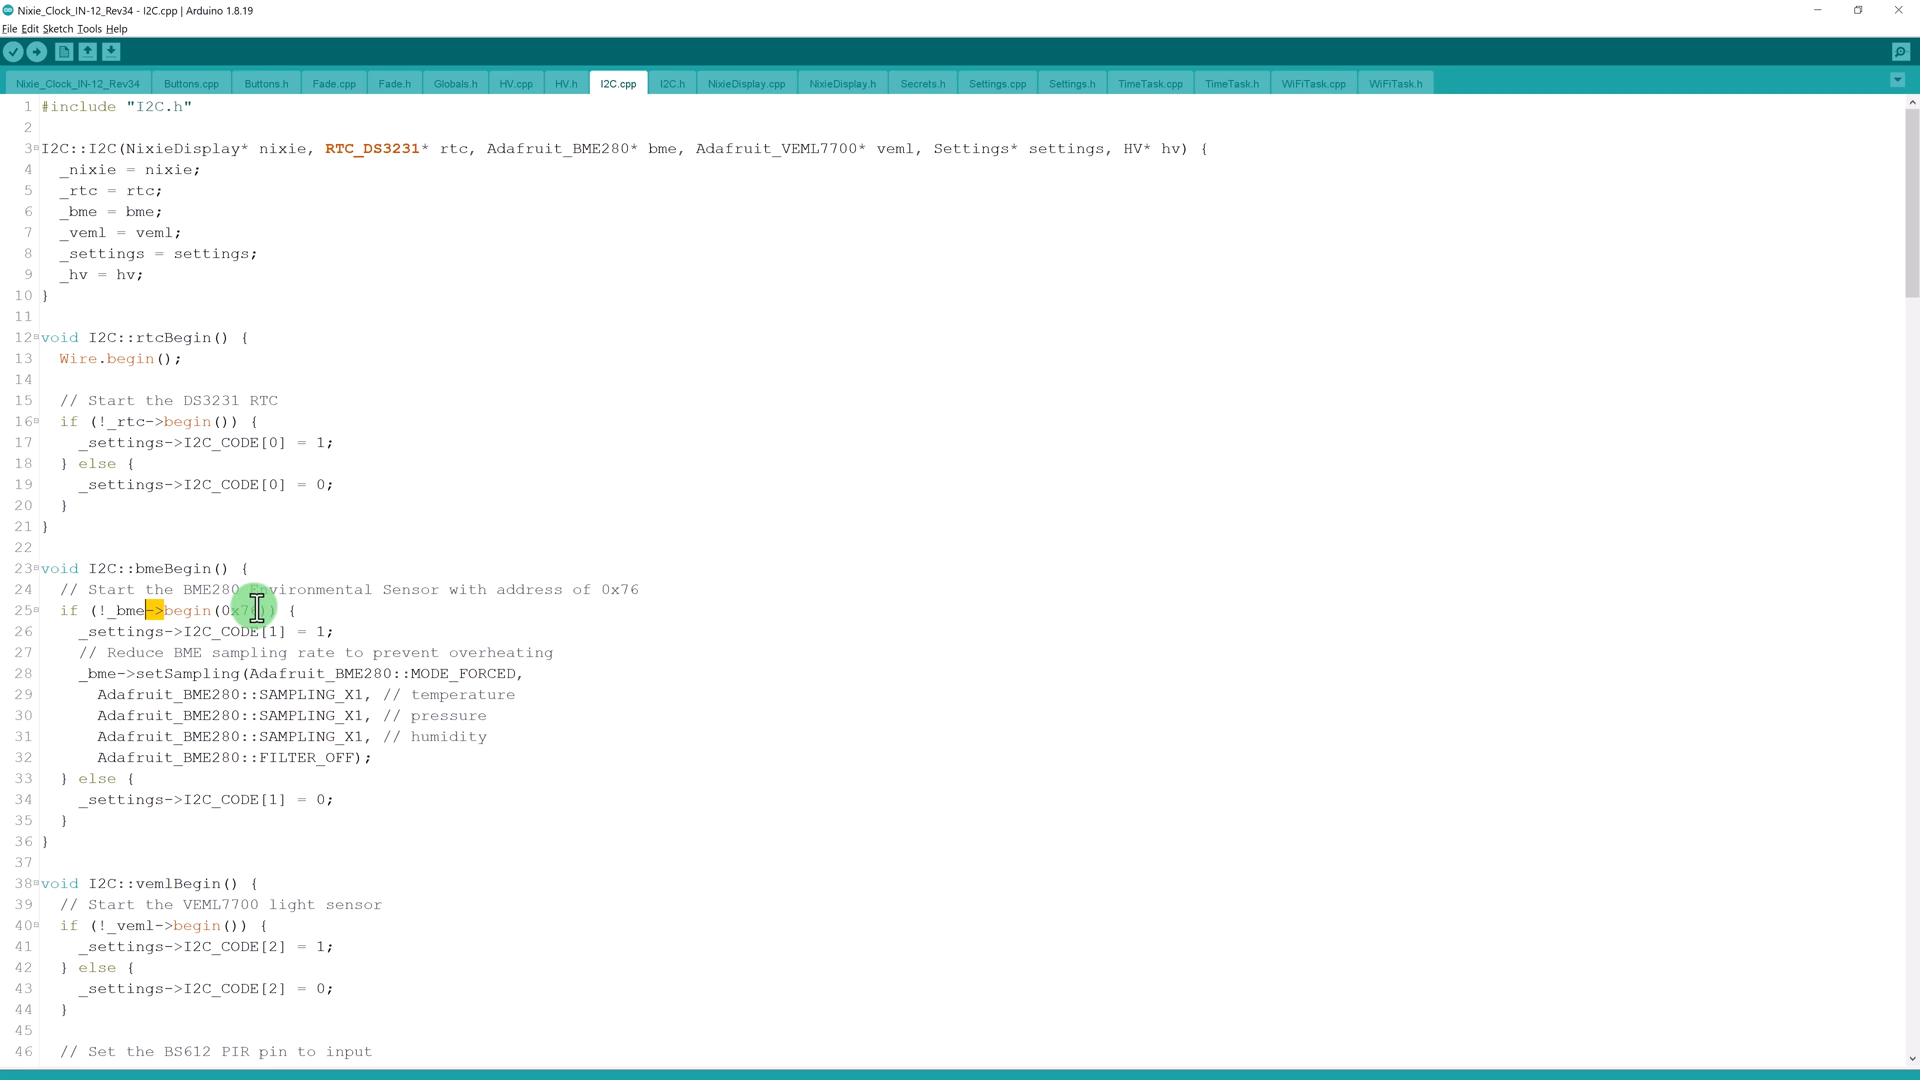 Nixie_Clock_IN-12_Rev34 - I2C.cpp | Arduino 1.8.19
File Edit Sketch Tools Help
Nixie_Clock_IN-12_Rev34 Buttons.cpp Buttons.h Fade.cpp Fade.h Globals.h HV.cpp HV.h I2C.cpp I2C.h NixieDisplay.cpp NixieDisplay.h Secrets.h Settings.cpp Settings.h TimeTask.cpp TimeTask.h WiFiTask.cpp WiFiTask.h
1 #include "I2C.h"
2
3 I2C::I2C(NixieDisplay* nixie, RTC_DS3231* rtc, Adafruit_BME280* bme, Adafruit_VEML7700* veml, Settings* settings, HV* hv) {
4 _nixie = nixie;
5 _rtc = rtc;
6 _bme = bme;
7 _veml = veml;
8 _settings = settings;
9 _hv = hv;
10 }
11
12 void I2C::rtcBegin() {
13 Wire.begin();
14
15 // Start the DS3231 RTC
16 if (!_rtc->begin()) {
17 _settings->I2C_CODE[0] = 1;
18 } else {
19 _settings->I2C_CODE[0] = 0;
20 }
21 }
22
23 void I2C::bmeBegin() {
24 // Start the BME280 Environmental Sensor with address of 0x76
25 if (!_bme->begin(0x76)) {
26 _settings->I2C_CODE[1] = 1;
27 // Reduce BME sampling rate to prevent overheating
28 _bme->setSampling(Adafruit_BME280::MODE_FORCED,
29 Adafruit_BME280::SAMPLING_X1, // temperature
30 Adafruit_BME280::SAMPLING_X1, // pressure
31 Adafruit_BME280::SAMPLING_X1, // humidity
32 Adafruit_BME280::FILTER_OFF);
33 } else {
34 _settings->I2C_CODE[1] = 0;
35 }
36 }
37
38 void I2C::vemlBegin() {
39 // Start the VEML7700 light sensor
40 if (!_veml->begin()) {
41 _settings->I2C_CODE[2] = 1;
42 } else {
43 _settings->I2C_CODE[2] = 0;
44 }
45
46 // Set the BS612 PIR pin to input